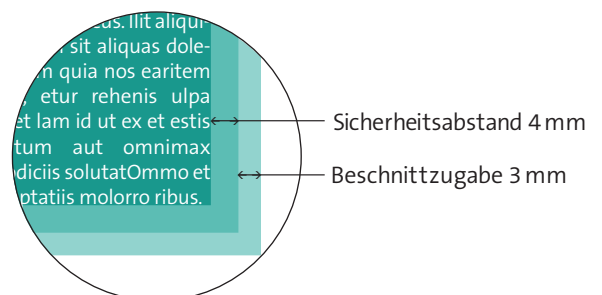 us. Ilit aliqui-
sit aliquas dole-
quia nos earitem
etur rehenis ulpa
et lam id ut ex et estis
tum aut omnimax
diciis solutatOmmo et
ptatiis molorro ribus.
Sicherheitsabstand 4 mm
Beschnittzugabe 3 mm